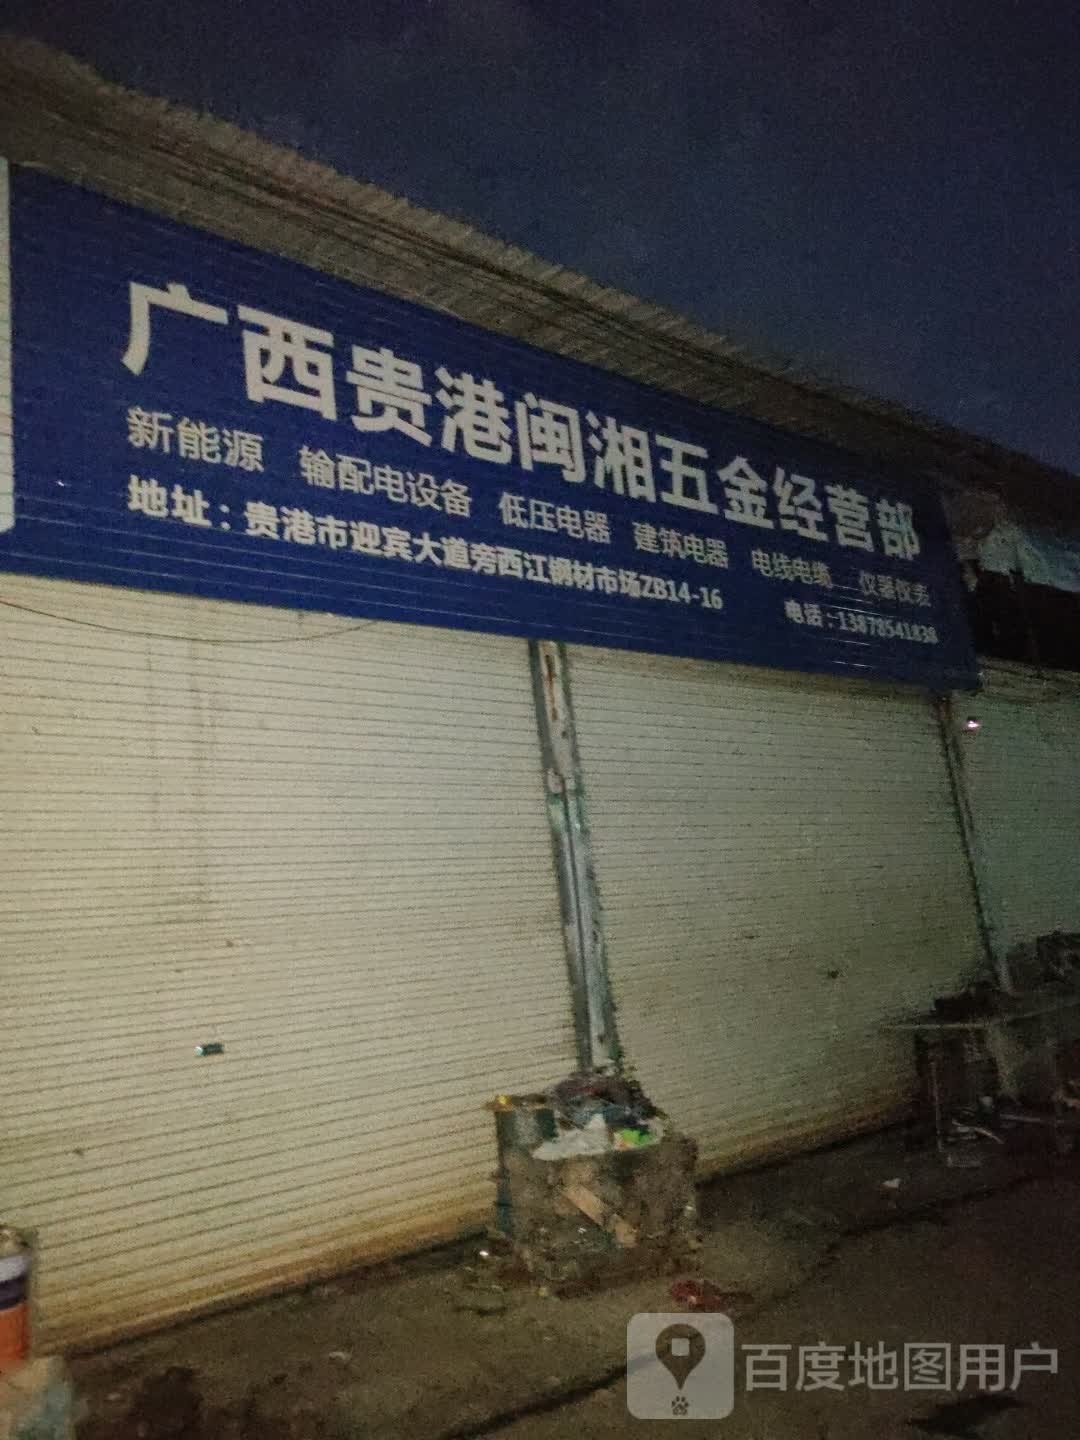 广西贵港闽湘五金经营部
新能源 输配电设备 低压电器 建筑电器 电线电缆 仪器仪表
地址：贵港市迎宾大道旁西江钢材市场ZB14-16 电话：13878541838
百度地图用户